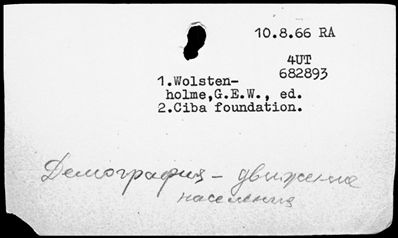 10.8.66 RA
4UT
682893
1.Wolsten-
holme,G.E.W., ed.
2.Ciba foundation.
Демография – движение
населения